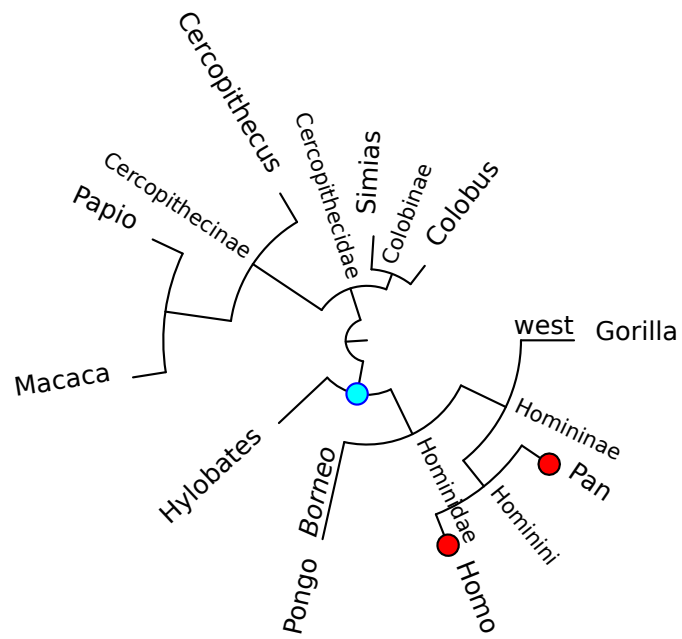 Cercopithecus
Cercopithecidae
Simias
Colobinae
Colobus
Cercopithecinae
Papio
west
Gorilla
Macaca
Homininae
Hylobates
Borneo
Hominidae
Pan
Hominini
Pongo
Homo